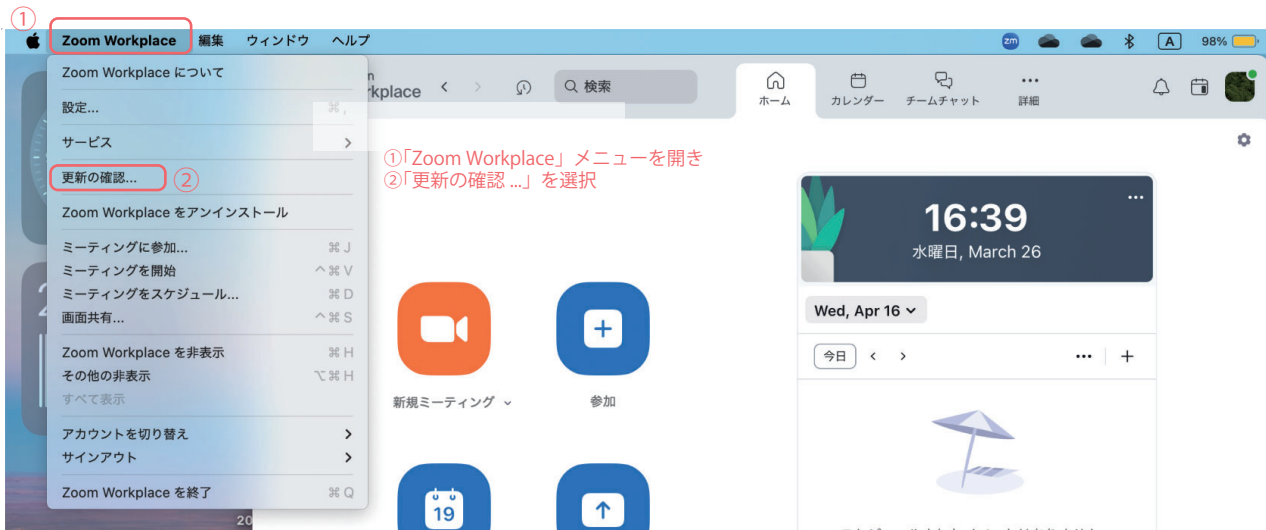 ①
Zoom Workplace 編集 ウィンドウ ヘルプ
zm A 98%
Zoom Workplace について
設定... ⌘ ,
サービス >
更新の確認... ②
Zoom Workplace をアンインストール
ミーティングに参加... ⌘ J
ミーティングを開始 ^ ⌘ V
ミーティングをスケジュール... ⌘ D
画面共有... ^ ⌘ S
Zoom Workplace を非表示 ⌘ H
その他の非表示 ⌥ ⌘ H
すべて表示
アカウントを切り替え >
サインアウト >
Zoom Workplace を終了 ⌘ Q
20
rkplace < > 検索
ホーム カレンダー チームチャット 詳細
①「Zoom Workplace」メニューを開き
②「更新の確認 ...」を選択
新規ミーティング 参加
19
16:39
水曜日, March 26
Wed, Apr 16
今日 < > ... +